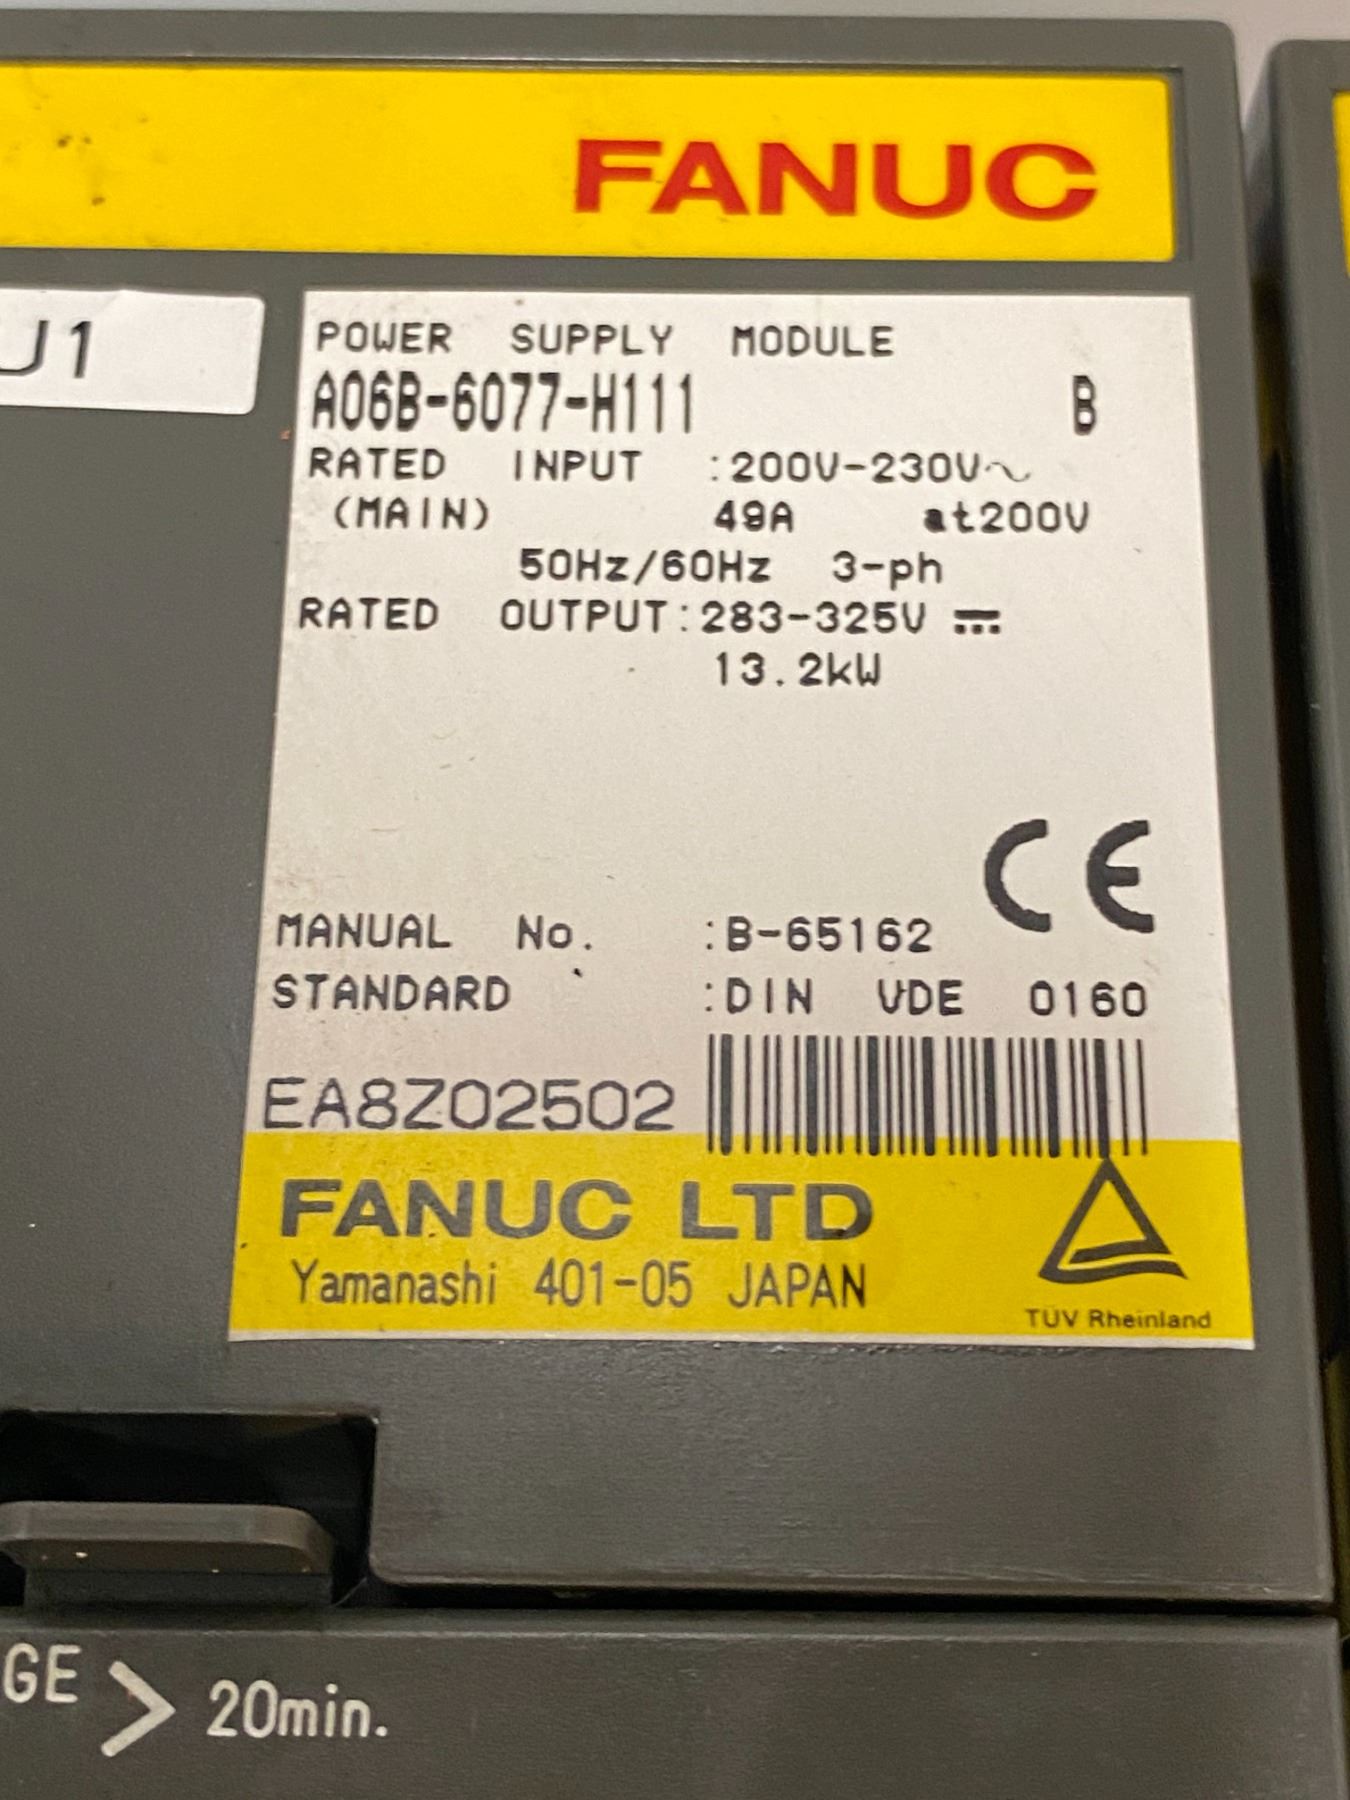 FANUC
U1
POWER SUPPLY MODULE
A06B-6077-H111 B
RATED INPUT :200V-230V~
(MAIN) 49A at200V
50Hz/60Hz 3-ph
RATED OUTPUT:283-325V ⎓
13.2kW
CE
MANUAL No. :B-65162
STANDARD :DIN VDE 0160
EA8Z02502
FANUC LTD
Yamanashi 401-05 JAPAN
TÜV Rheinland
GE > 20min.